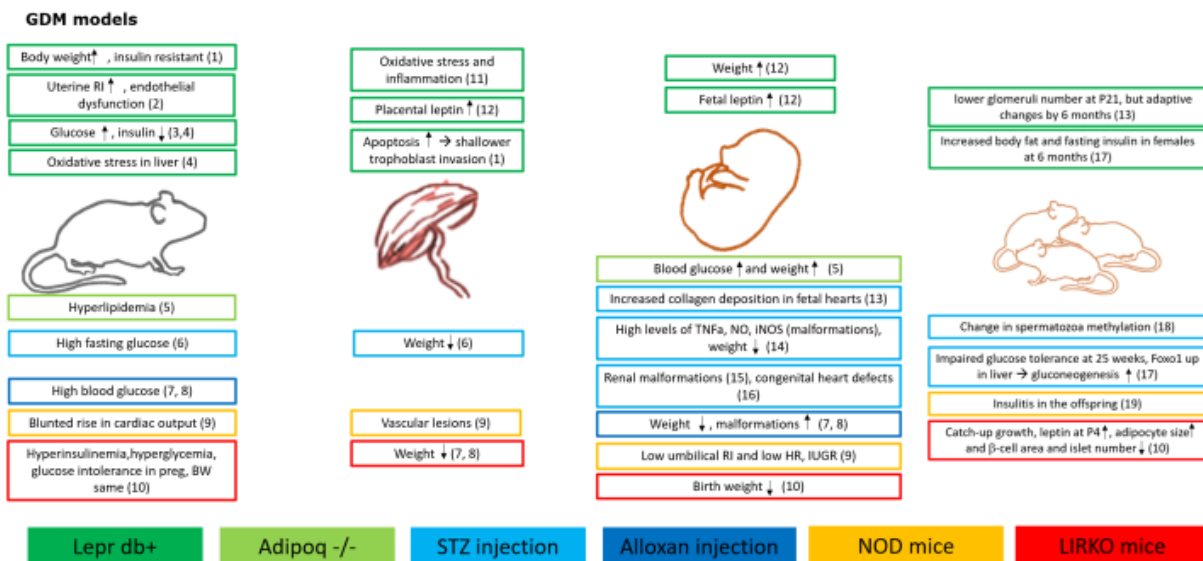 GDM models
Body weight↑ , insulin resistant (1)
Uterine RI ↑ , endothelial
dysfunction (2)
Glucose ↑, insulin ↓ (3,4)
Oxidative stress in liver (4)
Hyperlipidemia (5)
High fasting glucose (6)
High blood glucose (7, 8)
Blunted rise in cardiac output (9)
Hyperinsulinemia,hyperglycemia,
glucose intolerance in preg, BW
same (10)
Oxidative stress and
inflammation (11)
Placental leptin ↑ (12)
Apoptosis ↑ → shallower
trophoblast invasion (1)
Weight ↓ (6)
Vascular lesions (9)
Weight ↓ (7, 8)
Weight ↑ (12)
Fetal leptin ↑ (12)
Blood glucose ↑ and weight ↑ (5)
Increased collagen deposition in fetal hearts (13)
High levels of TNFa, NO, iNOS (malformations),
weight ↓ (14)
Renal malformations (15), congenital heart defects
(16)
Weight ↓ , malformations ↑ (7, 8)
Low umbilical RI and low HR, IUGR (9)
Birth weight ↓ (10)
lower glomeruli number at P21, but adaptive
changes by 6 months (13)
Increased body fat and fasting insulin in females
at 6 months (17)
Change in spermatozoa methylation (18)
Impaired glucose tolerance at 25 weeks, Foxo1 up
in liver → gluconeogenesis ↑ (17)
Insulitis in the offspring (19)
Catch-up growth, leptin at P4↑, adipocyte size↑
and β-cell area and islet number↓ (10)
Lepr db+
Adipoq -/-
STZ injection
Alloxan injection
NOD mice
LIRKO mice